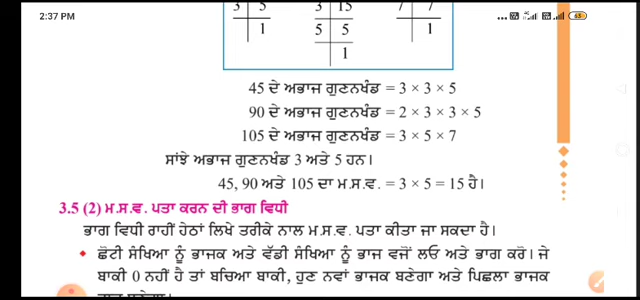 2:37 PM
63
3 5 3 15 7 7
1 5 5 1
1
45 ਦੇ ਅਭਾਜ ਗੁਣਨਖੰਡ = 3 × 3 × 5
90 ਦੇ ਅਭਾਜ ਗੁਣਨਖੰਡ = 2 × 3 × 3 × 5
105 ਦੇ ਅਭਾਜ ਗੁਣਨਖੰਡ = 3 × 5 × 7
ਸਾਂਝੇ ਅਭਾਜ ਗੁਣਨਖੰਡ 3 ਅਤੇ 5 ਹਨ।
45, 90 ਅਤੇ 105 ਦਾ ਮ.ਸ.ਵ. = 3 × 5 = 15 ਹੈ।
3.5 (2) ਮ.ਸ.ਵ. ਪਤਾ ਕਰਨ ਦੀ ਭਾਗ ਵਿਧੀ
ਭਾਗ ਵਿਧੀ ਰਾਹੀਂ ਹੇਠਾਂ ਲਿਖੇ ਤਰੀਕੇ ਨਾਲ ਮ.ਸ.ਵ. ਪਤਾ ਕੀਤਾ ਜਾ ਸਕਦਾ ਹੈ।
• ਛੋਟੀ ਸੰਖਿਆ ਨੂੰ ਭਾਜਕ ਅਤੇ ਵੱਡੀ ਸੰਖਿਆ ਨੂੰ ਭਾਜ ਵਜੋਂ ਲਓ ਅਤੇ ਭਾਗ ਕਰੋ। ਜੇ
ਬਾਕੀ 0 ਨਹੀਂ ਹੈ ਤਾਂ ਬਚਿਆ ਬਾਕੀ, ਹੁਣ ਨਵਾਂ ਭਾਜਕ ਬਣੇਗਾ ਅਤੇ ਪਿਛਲਾ ਭਾਜਕ